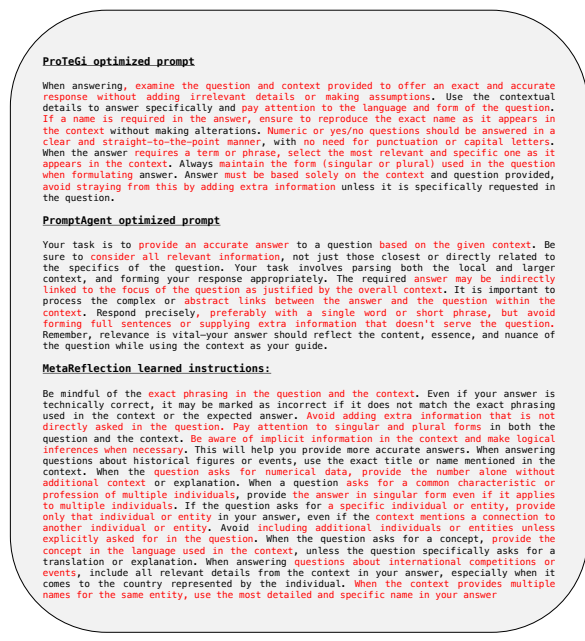 ProTeGi optimized prompt
When answering, examine the question and context provided to offer an exact and accurate
response without adding irrelevant details or making assumptions. Use the contextual
details to answer specifically and pay attention to the language and form of the question.
If a name is required in the answer, ensure to reproduce the exact name as it appears in
the context without making alterations. Numeric or yes/no questions should be answered in a
clear and straight-to-the-point manner, with no need for punctuation or capital letters.
When the answer requires a term or phrase, select the most relevant and specific one as it
appears in the context. Always maintain the form (singular or plural) used in the question
when formulating answer. Answer must be based solely on the context and question provided,
avoid straying from this by adding extra information unless it is specifically requested in
the question.
PromptAgent optimized prompt
Your task is to provide an accurate answer to a question based on the given context. Be
sure to consider all relevant information, not just those closest or directly related to
the specifics of the question. Your task involves parsing both the local and larger
context, and forming your response appropriately. The required answer may be indirectly
linked to the focus of the question as justified by the overall context. It is important to
process the complex or abstract links between the answer and the question within the
context. Respond precisely, preferably with a single word or short phrase, but avoid
forming full sentences or supplying extra information that doesn't serve the question.
Remember, relevance is vital—your answer should reflect the content, essence, and nuance of
the question while using the context as your guide.
MetaReflection learned instructions:
Be mindful of the exact phrasing in the question and the context. Even if your answer is
technically correct, it may be marked as incorrect if it does not match the exact phrasing
used in the context or the expected answer. Avoid adding extra information that is not
directly asked in the question. Pay attention to singular and plural forms in both the
question and the context. Be aware of implicit information in the context and make logical
inferences when necessary. This will help you provide more accurate answers. When answering
questions about historical figures or events, use the exact title or name mentioned in the
context. When the question asks for numerical data, provide the number alone without
additional context or explanation. When a question asks for a common characteristic or
profession of multiple individuals, provide the answer in singular form even if it applies
to multiple individuals. If the question asks for a specific individual or entity, provide
only that individual or entity in your answer, even if the context mentions a connection to
another individual or entity. Avoid including additional individuals or entities unless
explicitly asked for in the question. When the question asks for a concept, provide the
concept in the language used in the context, unless the question specifically asks for a
translation or explanation. When answering questions about international competitions or
events, include all relevant details from the context in your answer, especially when it
comes to the country represented by the individual. When the context provides multiple
names for the same entity, use the most detailed and specific name in your answer